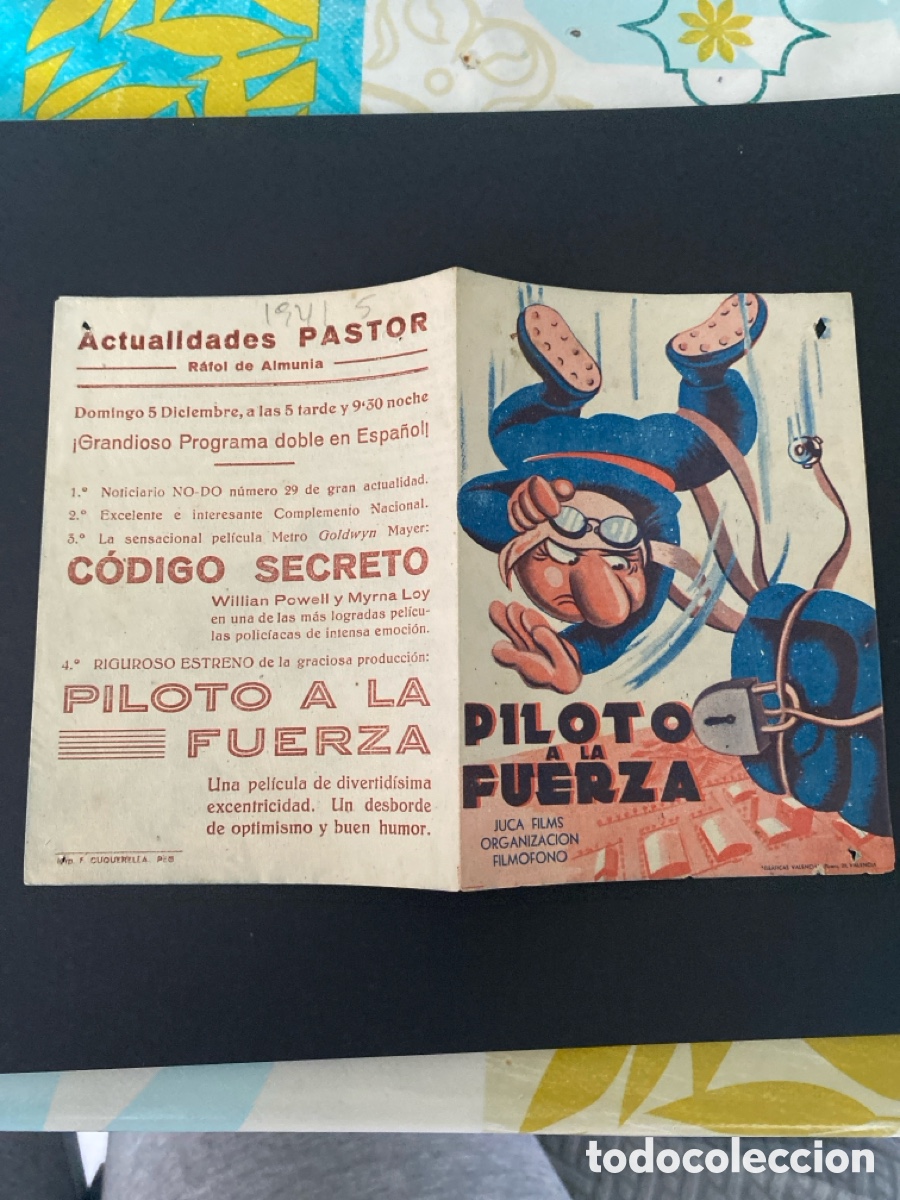 1941 5
Actualidades PASTOR
Ráfol de Almunia
Domingo 5 Diciembre, a las 5 tarde y 9'30 noche
¡Grandioso Programa doble en Español!
1.º Noticiario NO-DO número 29 de gran actualidad.
2.º Excelente e interesante Complemento Nacional.
3.º La sensacional película Metro Goldwyn Mayer:
CÓDIGO SECRETO
Willian Powell y Myrna Loy
en una de las más logradas pelícu-
las policíacas de intensa emoción.
4.º RIGUROSO ESTRENO de la graciosa producción:
PILOTO A LA
FUERZA
Una película de divertidísima
excentricidad. Un desborde
de optimismo y buen humor.
Imp. F. CUQUERELLA.
PILOTO
A LA
FUERZA
JUCA FILMS
ORGANIZACION
FILMOFONO
VALENCIA
todocoleccion